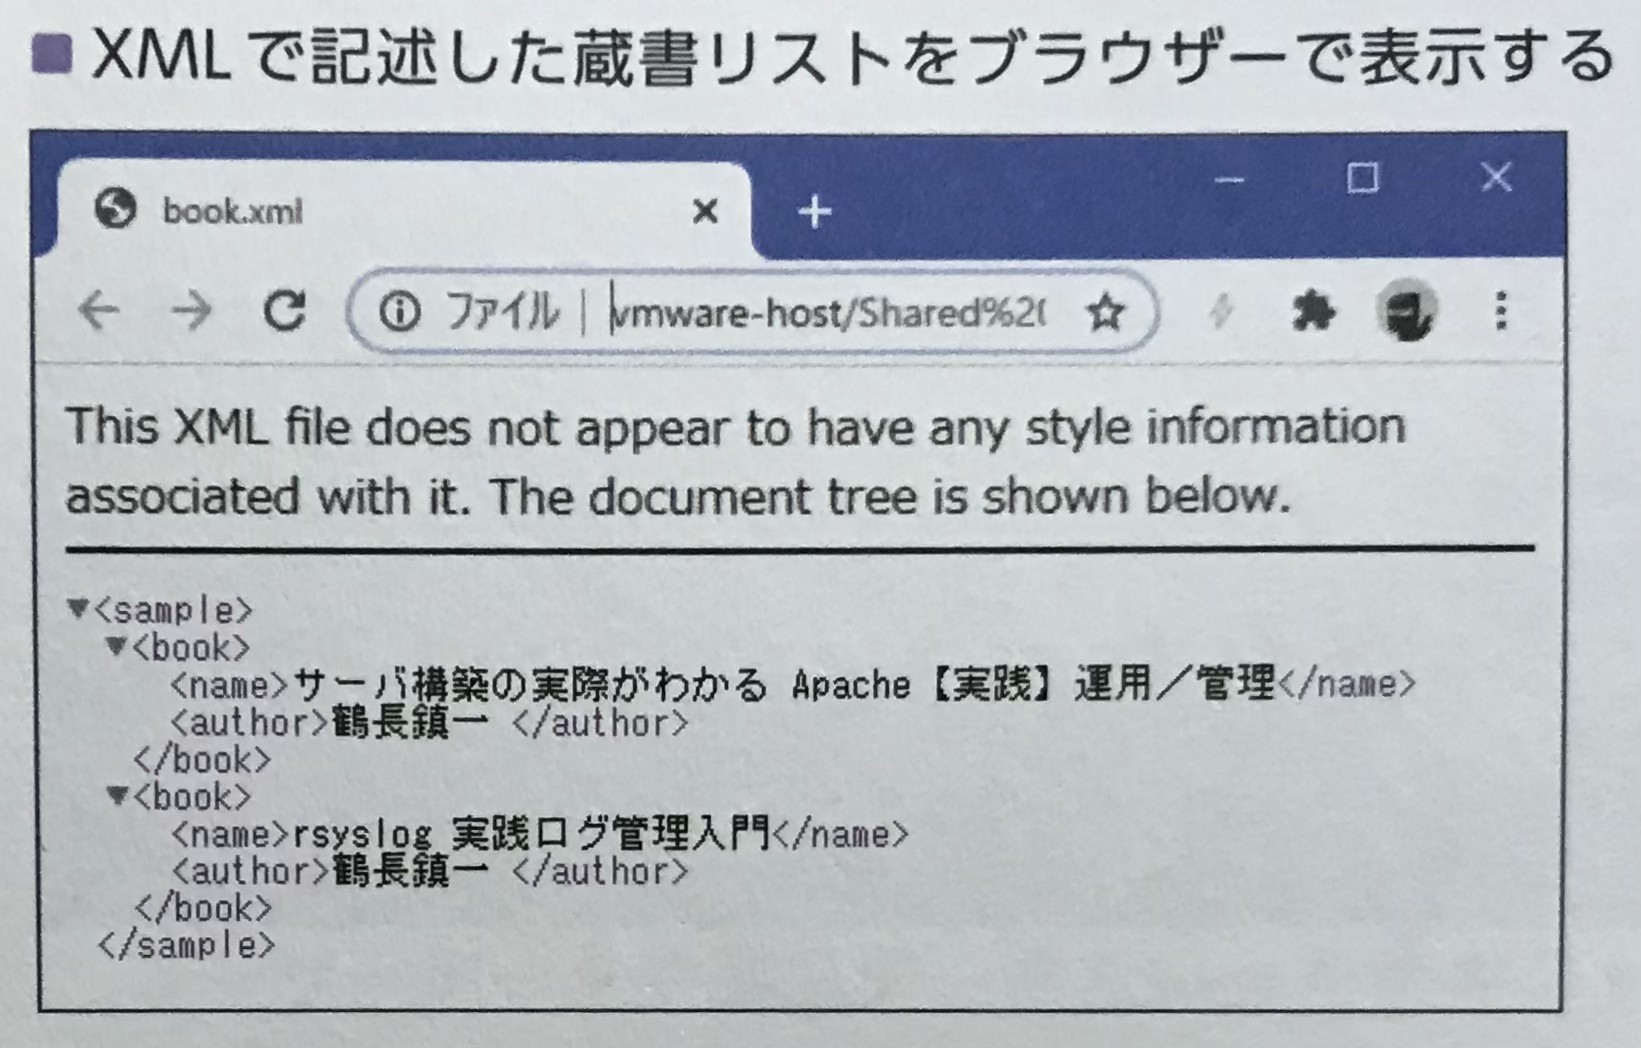 XMLで記述した蔵書リストをブラウザーで表示する
book.xml
ファイル | vmware-host/Shared%20
This XML file does not appear to have any style information
associated with it. The document tree is shown below.
▼<sample>
▼<book>
<name>サーバ構築の実際がわかる Apache【実践】運用／管理</name>
<author>鶴長鎮一 </author>
</book>
▼<book>
<name>rsyslog 実践ログ管理入門</name>
<author>鶴長鎮一 </author>
</book>
</sample>